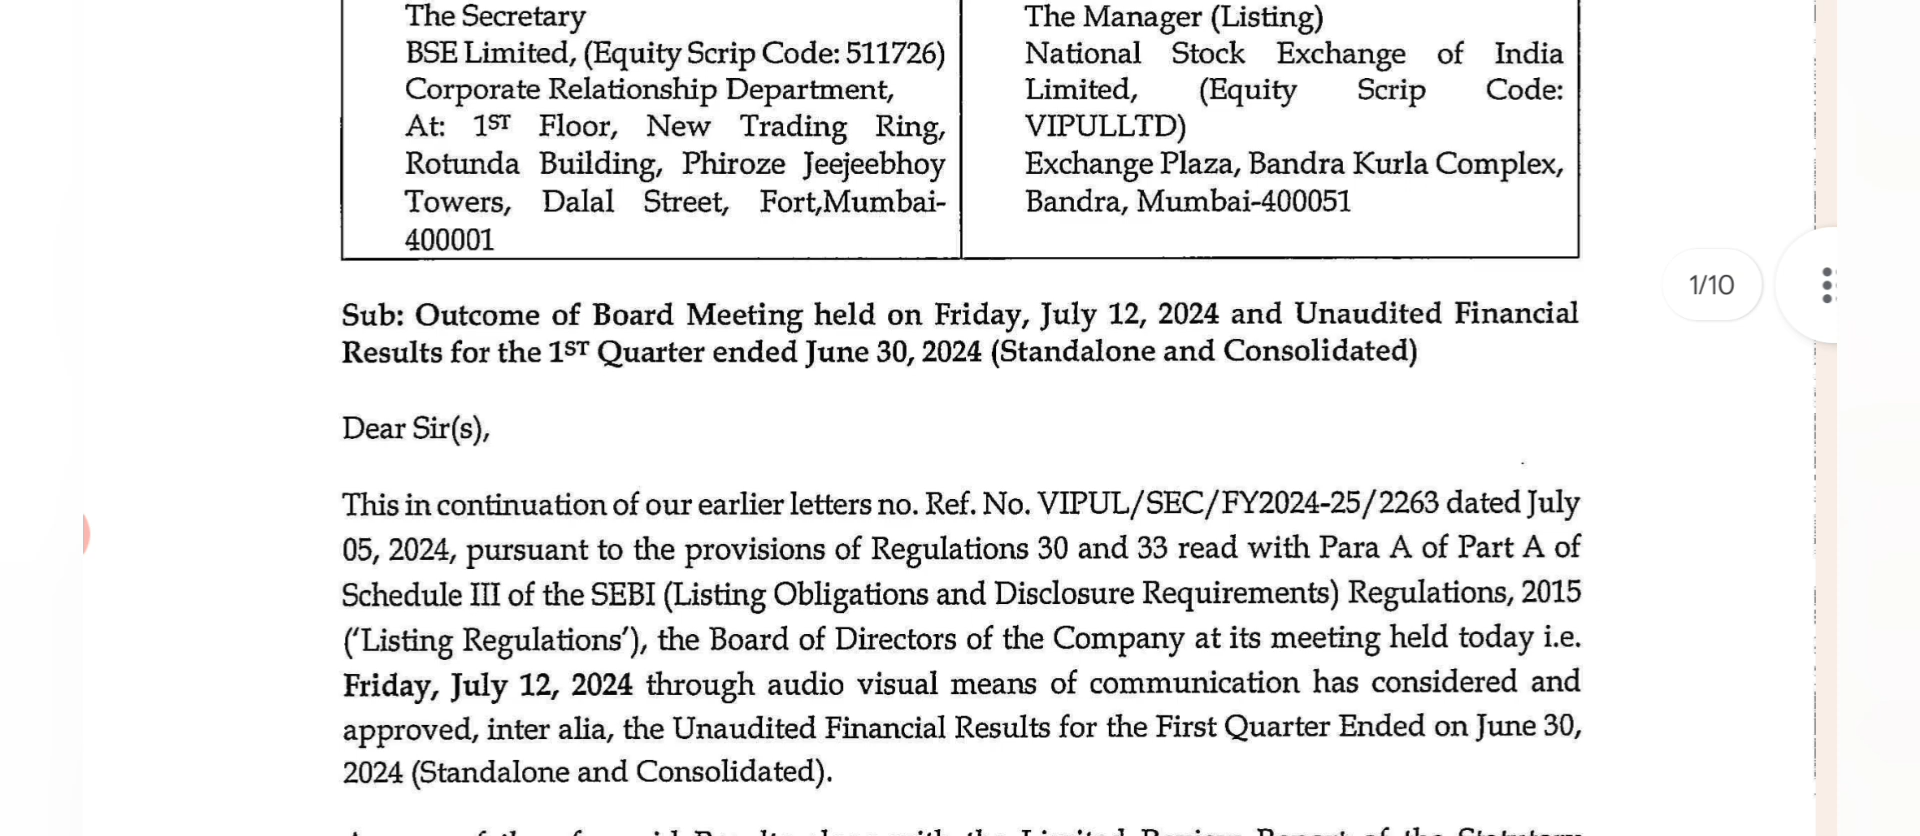 The Secretary
BSE Limited, (Equity Scrip Code: 511726)
Corporate Relationship Department,
At: 1ST Floor, New Trading Ring,
Rotunda Building, Phiroze Jeejeebhoy
Towers, Dalal Street, Fort,Mumbai-
400001
The Manager (Listing)
National Stock Exchange of India
Limited, (Equity Scrip Code:
VIPULLTD)
Exchange Plaza, Bandra Kurla Complex,
Bandra, Mumbai-400051
1/10
Sub: Outcome of Board Meeting held on Friday, July 12, 2024 and Unaudited Financial
Results for the 1ST Quarter ended June 30, 2024 (Standalone and Consolidated)
Dear Sir(s),
This in continuation of our earlier letters no. Ref. No. VIPUL/SEC/FY2024-25/2263 dated July
05, 2024, pursuant to the provisions of Regulations 30 and 33 read with Para A of Part A of
Schedule III of the SEBI (Listing Obligations and Disclosure Requirements) Regulations, 2015
('Listing Regulations'), the Board of Directors of the Company at its meeting held today i.e.
Friday, July 12, 2024 through audio visual means of communication has considered and
approved, inter alia, the Unaudited Financial Results for the First Quarter Ended on June 30,
2024 (Standalone and Consolidated).